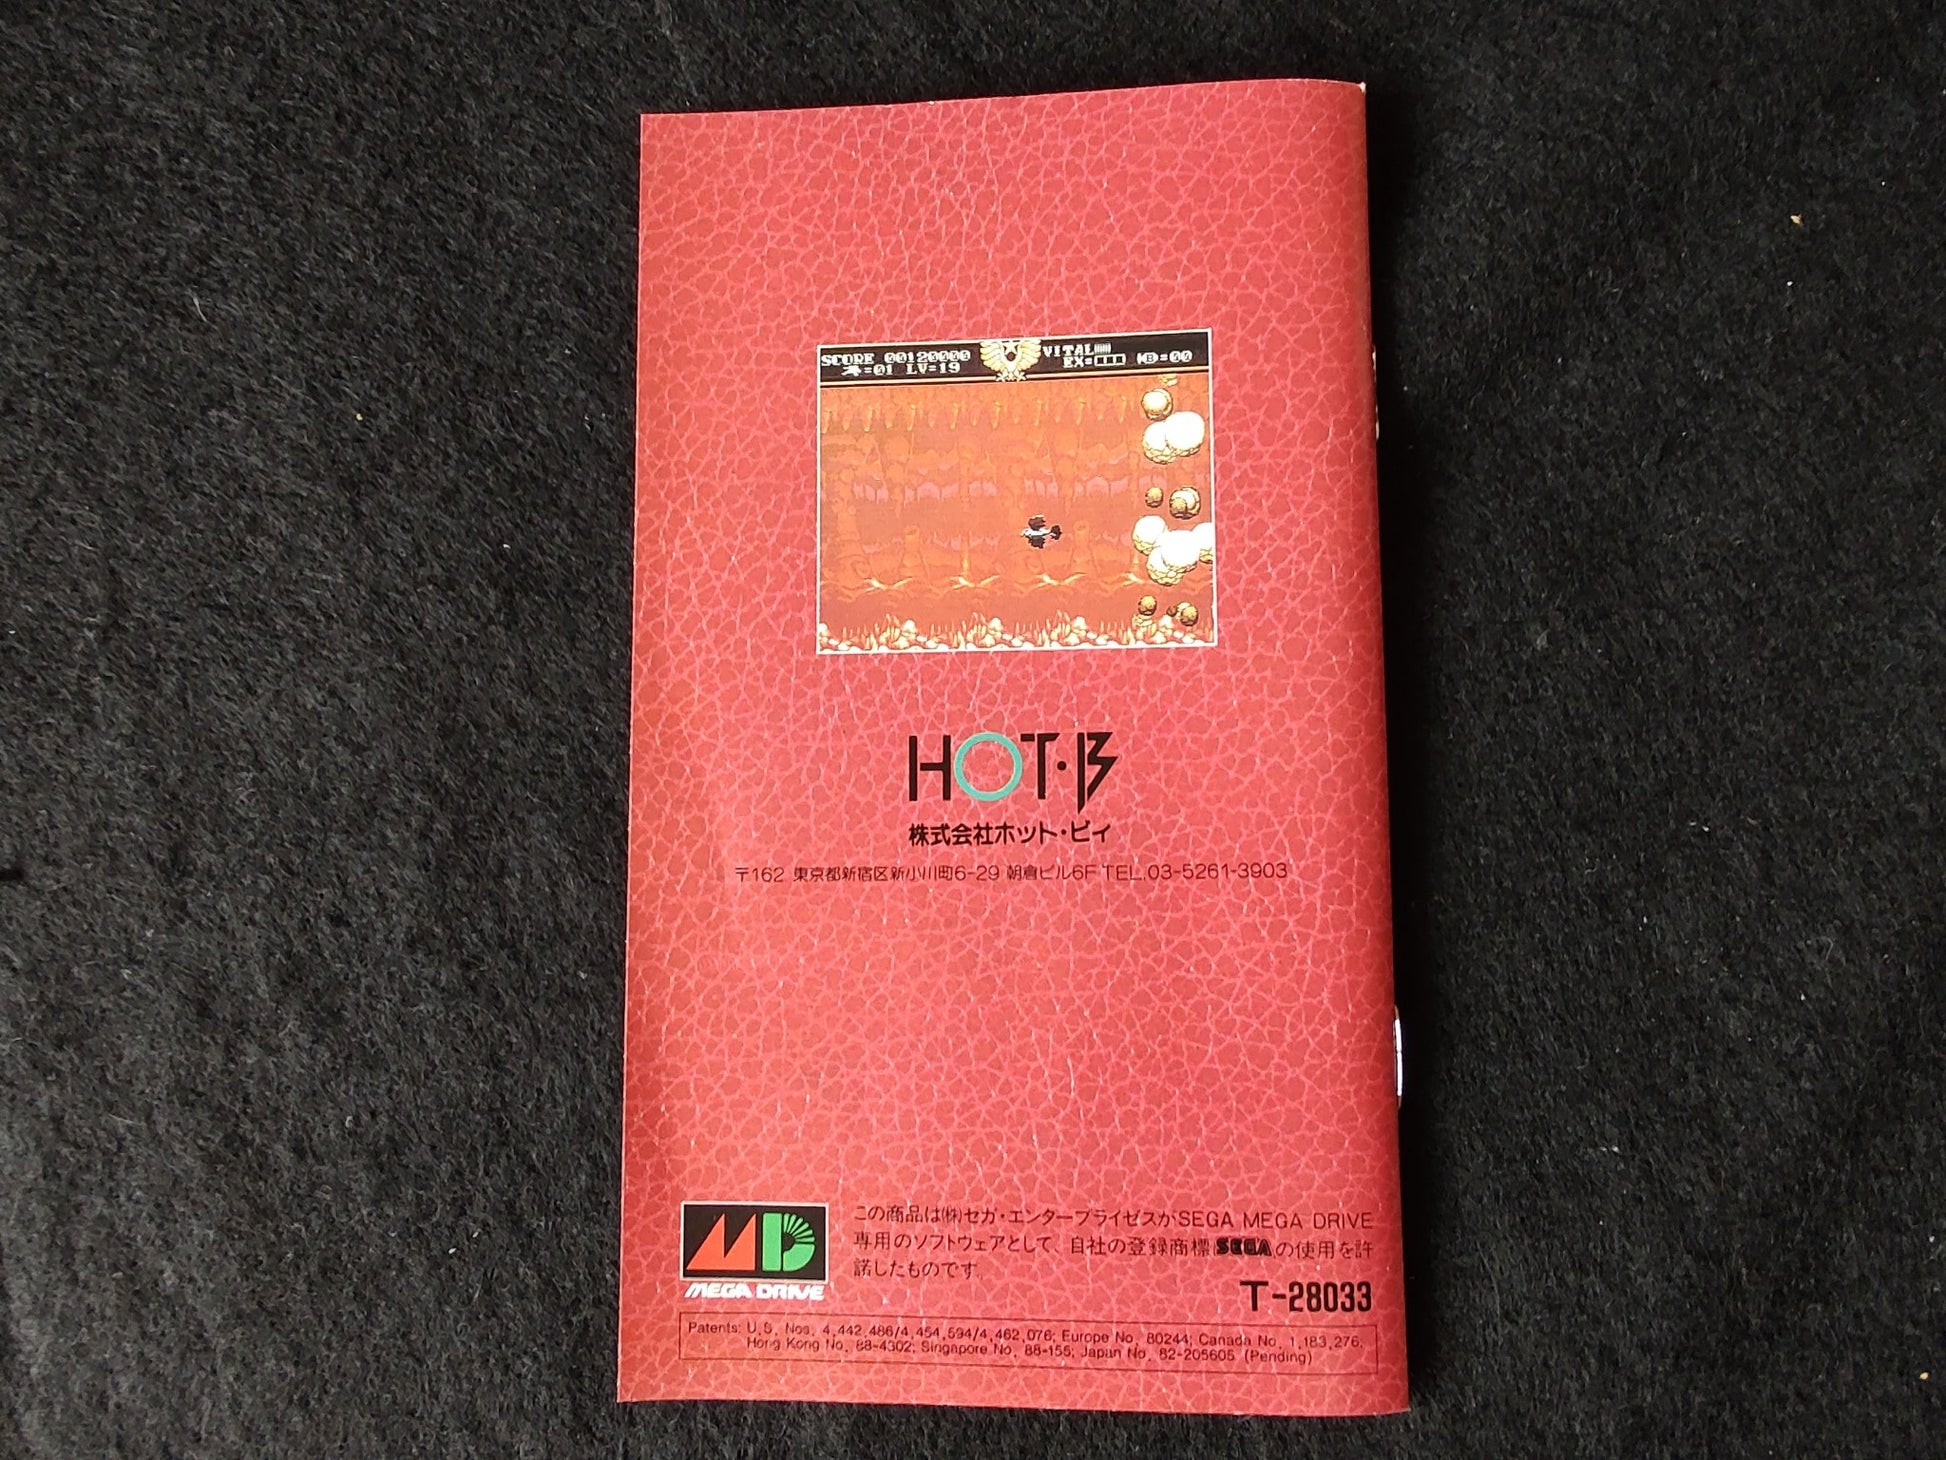 SCORE 00120000
=01 LV=19
VITAL
EX=
B=00
HOT・B
株式会社ホット・ビィ
〒162 東京都新宿区新小川町6-29 朝倉ビル6F TEL.03-5261-3903
MEGA DRIVE
この商品は㈱セガ・エンタープライゼスがSEGA MEGA DRIVE
専用のソフトウェアとして、自社の登録商標SEGAの使用を許
諾したものです。
T-28033
Patents: U.S. Nos. 4,442,486/4,454,594/4,462,076; Europe No. 80244; Canada No. 1,183,276.
Hong Kong No. 88-4302; Singapore No. 88-155; Japan No. 82-205605 (Pending)